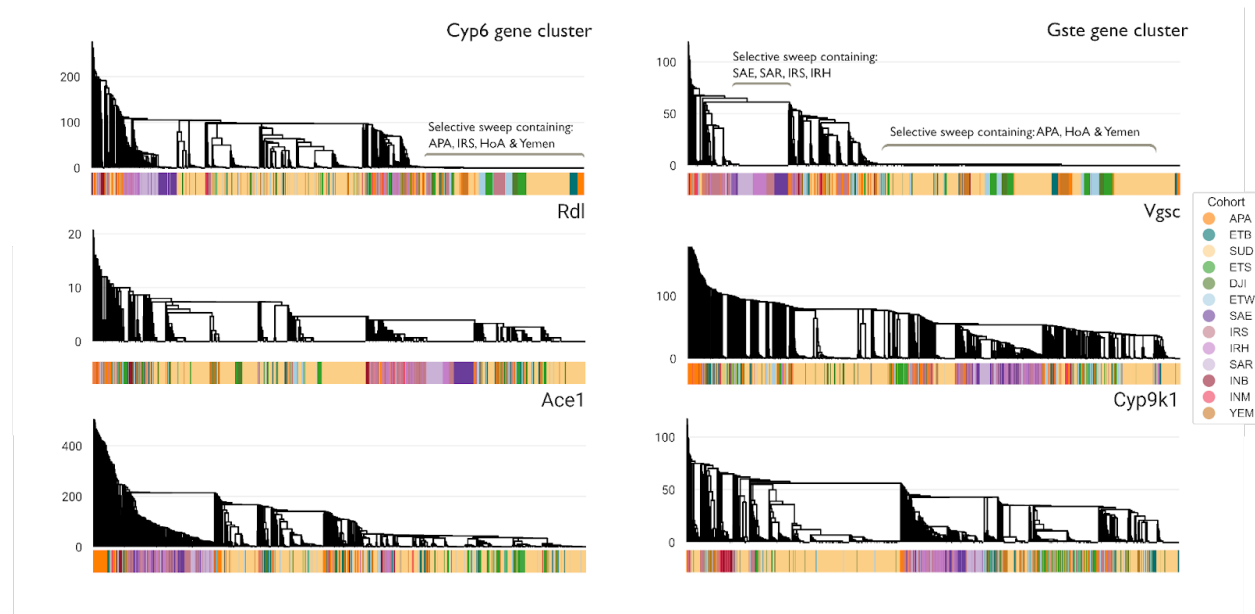 Cyp6 gene cluster
200
100
0
Selective sweep containing:
APA, IRS, HoA & Yemen
Gste gene cluster
100
50
0
Selective sweep containing:
SAE, SAR, IRS, IRH
Selective sweep containing: APA, HoA & Yemen
Rdl
20
10
0
Vgsc
100
0
Cohort
APA
ETB
SUD
ETS
DJI
ETW
SAE
IRS
IRH
SAR
INB
INM
YEM
Ace1
400
200
0
Cyp9k1
100
50
0